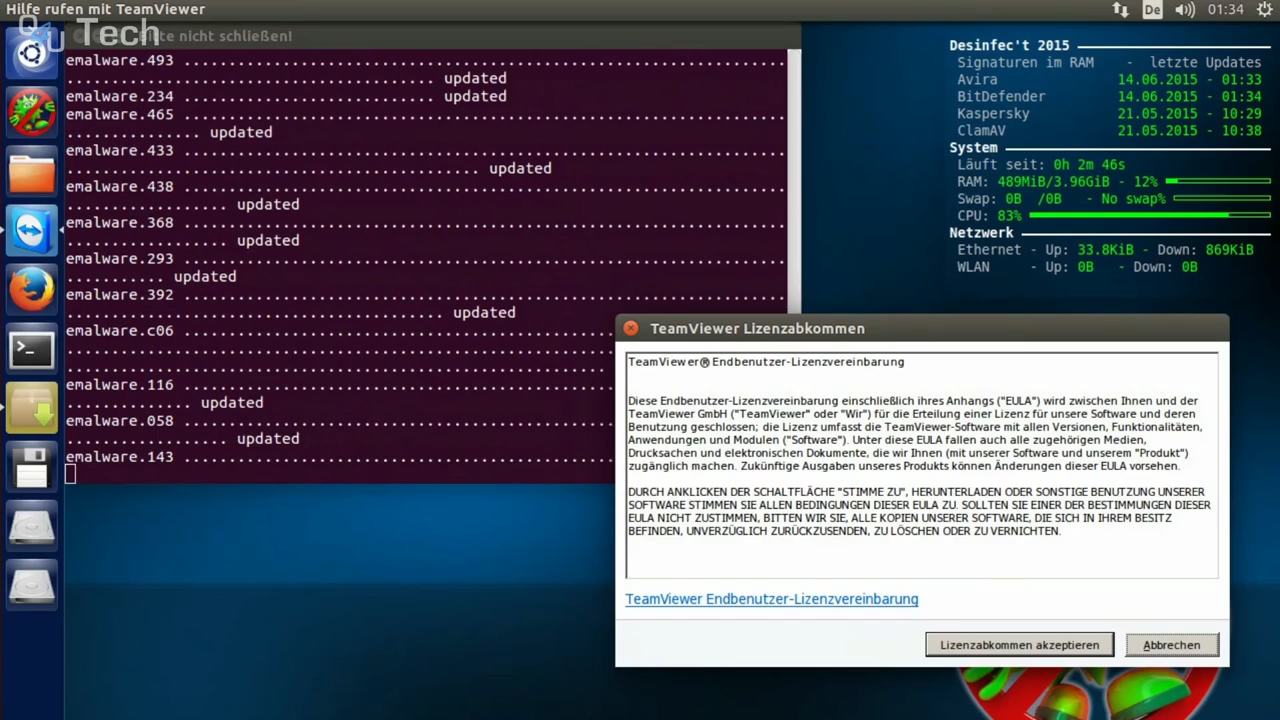 Hilfe rufen mit TeamViewer
De
01:34
QU Tech
te nicht schließen!
emalware.493 ....................................................................
............................ updated
emalware.234 ............................ updated
emalware.465 ....................................................................
............... updated
emalware.433 ....................................................................
.............................................. updated
emalware.438 ....................................................................
.................. updated
emalware.368 ....................................................................
.................. updated
emalware.293 ....................................................................
........... updated
emalware.392 ....................................................................
.......................................... updated
emalware.c06 ................................................
.............................................................
.............................................................
emalware.116 ................................................
.............. updated
emalware.058 ................................................
.................. updated
emalware.143 ................................................
Desinfec't 2015
Signaturen im RAM - letzte Updates
Avira 14.06.2015 - 01:33
BitDefender 14.06.2015 - 01:34
Kaspersky 21.05.2015 - 10:29
ClamAV 21.05.2015 - 10:38
System
Läuft seit: 0h 2m 46s
RAM: 489MiB/3.96GiB - 12%
Swap: 0B /0B - No swap%
CPU: 83%
Netzwerk
Ethernet - Up: 33.8KiB - Down: 869KiB
WLAN - Up: 0B - Down: 0B
TeamViewer Lizenzabkommen
TeamViewer® Endbenutzer-Lizenzvereinbarung
Diese Endbenutzer-Lizenzvereinbarung einschließlich ihres Anhangs ("EULA") wird zwischen Ihnen und der
TeamViewer GmbH ("TeamViewer" oder "Wir") für die Erteilung einer Lizenz für unsere Software und deren
Benutzung geschlossen; die Lizenz umfasst die TeamViewer-Software mit allen Versionen, Funktionalitäten,
Anwendungen und Modulen ("Software"). Unter diese EULA fallen auch alle zugehörigen Medien,
Drucksachen und elektronischen Dokumente, die wir Ihnen (mit unserer Software und unserem "Produkt")
zugänglich machen. Zukünftige Ausgaben unseres Produkts können Änderungen dieser EULA vorsehen.
DURCH ANKLICKEN DER SCHALTFLÄCHE "STIMME ZU", HERUNTERLADEN ODER SONSTIGE BENUTZUNG UNSERER
SOFTWARE STIMMEN SIE ALLEN BEDINGUNGEN DIESER EULA ZU. SOLLTEN SIE EINER DER BESTIMMUNGEN DIESER
EULA NICHT ZUSTIMMEN, BITTEN WIR SIE, ALLE KOPIEN UNSERER SOFTWARE, DIE SICH IN IHREM BESITZ
BEFINDEN, UNVERZÜGLICH ZURÜCKZUSENDEN, ZU LÖSCHEN ODER ZU VERNICHTEN.
TeamViewer Endbenutzer-Lizenzvereinbarung
Lizenzabkommen akzeptieren
Abbrechen